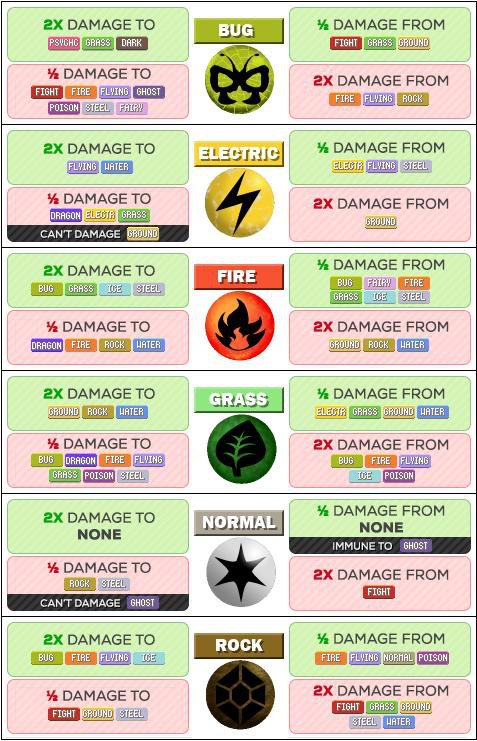 2X DAMAGE TO
PSYCHC GRASS DARK
½ DAMAGE TO
FIGHT FIRE FLYING GHOST
POISON STEEL FAIRY
BUG
½ DAMAGE FROM
FIGHT GRASS GROUND
2X DAMAGE FROM
FIRE FLYING ROCK
2X DAMAGE TO
FLYING WATER
½ DAMAGE TO
DRAGON ELECTR GRASS
CAN'T DAMAGE GROUND
ELECTRIC
½ DAMAGE FROM
ELECTR FLYING STEEL
2X DAMAGE FROM
GROUND
2X DAMAGE TO
BUG GRASS ICE STEEL
½ DAMAGE TO
DRAGON FIRE ROCK WATER
FIRE
½ DAMAGE FROM
BUG FAIRY FIRE
GRASS ICE STEEL
2X DAMAGE FROM
GROUND ROCK WATER
2X DAMAGE TO
GROUND ROCK WATER
½ DAMAGE TO
BUG DRAGON FIRE FLYING
GRASS POISON STEEL
GRASS
½ DAMAGE FROM
ELECTR GRASS GROUND WATER
2X DAMAGE FROM
BUG FIRE FLYING
ICE POISON
2X DAMAGE TO
NONE
½ DAMAGE TO
ROCK STEEL
CAN'T DAMAGE GHOST
NORMAL
½ DAMAGE FROM
NONE
IMMUNE TO GHOST
2X DAMAGE FROM
FIGHT
2X DAMAGE TO
BUG FIRE FLYING ICE
½ DAMAGE TO
FIGHT GROUND STEEL
ROCK
½ DAMAGE FROM
FIRE FLYING NORMAL POISON
2X DAMAGE FROM
FIGHT GRASS GROUND
STEEL WATER